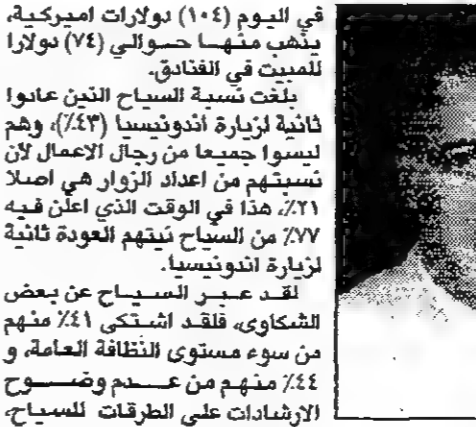 في اليوم (١٠٤) دولارات اميركية،
يذهب منها حوالي (٧٤) دولارا
للمبيت في الفنادق.
بلغت نسبة السياح الذين عادوا
ثانية لزيارة أندونيسيا (٤٣٪)، وهم
ليسوا جميعا من رجال الاعمال لأن
نسبتهم من اعداد الزوار هي اصلا
٢١٪، هذا في الوقت الذي اعلن فيه
٧٧٪ من السياح نيتهم العودة ثانية
لزيارة اندونيسيا.
لقد عبر السياح عن بعض
الشكاوى، فلقد اشتكى ٤١٪ منهم
من سوء مستوى النظافة العامة، و
٤٤٪ منهم من عدم وضوح
الارشادات على الطرقات للسياح،